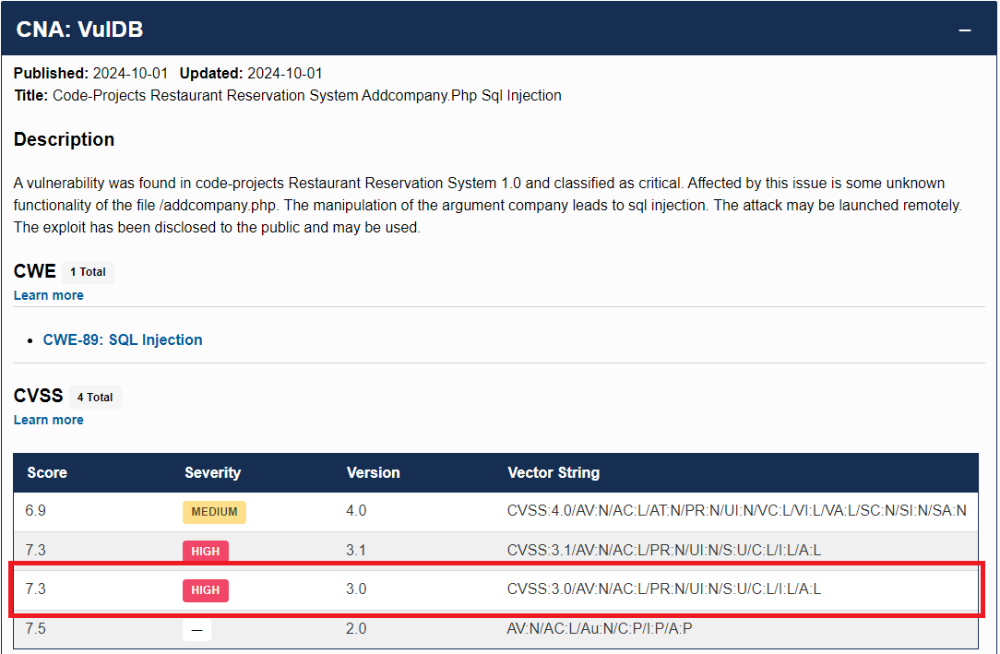 CNA: VulDB
Published: 2024-10-01 Updated: 2024-10-01
Title: Code-Projects Restaurant Reservation System Addcompany.Php Sql Injection
Description
A vulnerability was found in code-projects Restaurant Reservation System 1.0 and classified as critical. Affected by this issue is some unknown
functionality of the file /addcompany.php. The manipulation of the argument company leads to sql injection. The attack may be launched remotely.
The exploit has been disclosed to the public and may be used.
CWE 1 Total
Learn more
• CWE-89: SQL Injection
CVSS 4 Total
Learn more
Score Severity Version Vector String
6.9 MEDIUM 4.0 CVSS:4.0/AV:N/AC:L/AT:N/PR:N/UI:N/VC:L/VI:L/VA:L/SC:N/SI:N/SA:N
7.3 HIGH 3.1 CVSS:3.1/AV:N/AC:L/PR:N/UI:N/S:U/C:L/I:L/A:L
7.3 HIGH 3.0 CVSS:3.0/AV:N/AC:L/PR:N/UI:N/S:U/C:L/I:L/A:L
7.5 — 2.0 AV:N/AC:L/Au:N/C:P/I:P/A:P